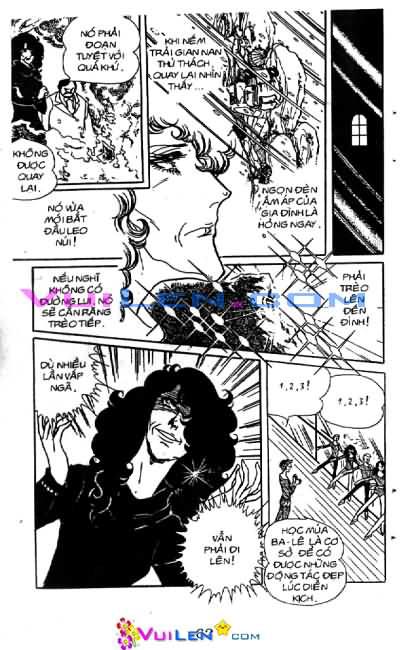 NÓ PHẢI
ĐOẠN
TUYỆT VỚI
QUÁ KHỨ.
KHÔNG
ĐƯỢC
QUAY
LẠI.
KHI NẾM
TRẢI GIAN NAN
THỬ THÁCH
QUAY LẠI NHÌN
THẤY...
NGỌN ĐÈN
ẤM ÁP CỦA
GIA ĐÌNH LÀ
HỎNG NGAY.
NÓ VỪA
MỚI BẮT
ĐẦU LEO
NÚI!
NẾU NGHĨ
KHÔNG CÓ
ĐƯỜNG LUI, NÓ
SẼ CẮN RĂNG
TRÈO TIẾP.
PHẢI
TRÈO
LÊN
ĐẾN
ĐỈNH!
VUILEN.COM
DÙ NHIỀU
LẦN VẤP
NGÃ.
VẪN
PHẢI ĐI
LÊN!
1,2,3!
1,2,3!
HỌC MÚA
BA-LÊ LÀ CƠ
SỞ ĐỂ CÓ
ĐƯỢC NHỮNG
ĐỘNG TÁC ĐẸP
LÚC DIỄN
KỊCH.
VUILEN.COM